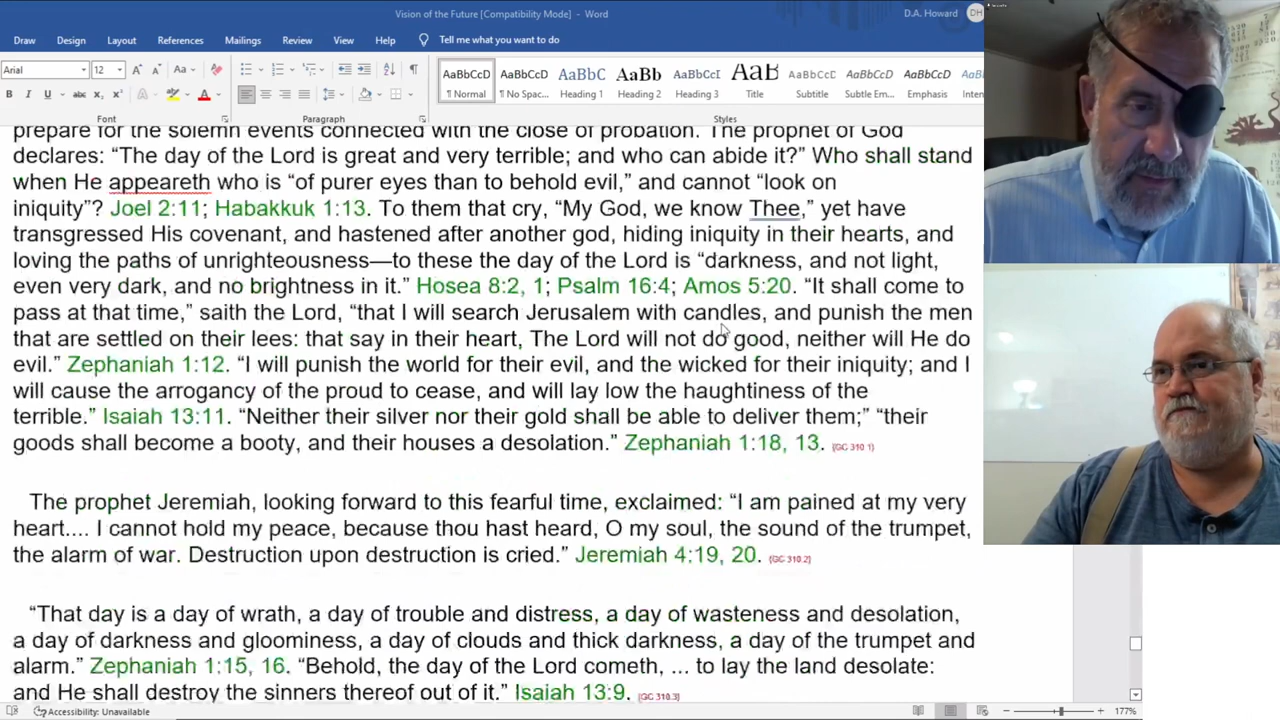 Vision of the Future [Compatibility Mode] - Word
D.A. Howard
DH
Draw Design Layout References Mailings Review View Help Tell me what you want to do
Arial 12 Aa
B I U abc x₂ x² A A
AaBbCcD AaBbCcD AaBbC AaBb AaBbCcI AaB AaBbCcD AaBbCcD AaBbCcD AaBb
¶ Normal ¶ No Spac... Heading 1 Heading 2 Heading 3 Title Subtitle Subtle Em... Emphasis Inten
Font Paragraph Styles
prepare for the solemn events connected with the close of probation. The prophet of God
declares: “The day of the Lord is great and very terrible; and who can abide it?” Who shall stand
when He appeareth who is “of purer eyes than to behold evil,” and cannot “look on
iniquity”? Joel 2:11; Habakkuk 1:13. To them that cry, “My God, we know Thee,” yet have
transgressed His covenant, and hastened after another god, hiding iniquity in their hearts, and
loving the paths of unrighteousness—to these the day of the Lord is “darkness, and not light,
even very dark, and no brightness in it.” Hosea 8:2, 1; Psalm 16:4; Amos 5:20. “It shall come to
pass at that time,” saith the Lord, “that I will search Jerusalem with candles, and punish the men
that are settled on their lees: that say in their heart, The Lord will not do good, neither will He do
evil.” Zephaniah 1:12. “I will punish the world for their evil, and the wicked for their iniquity; and I
will cause the arrogancy of the proud to cease, and will lay low the haughtiness of the
terrible.” Isaiah 13:11. “Neither their silver nor their gold shall be able to deliver them;” “their
goods shall become a booty, and their houses a desolation.” Zephaniah 1:18, 13. {GC 310.1}
The prophet Jeremiah, looking forward to this fearful time, exclaimed: “I am pained at my very
heart.... I cannot hold my peace, because thou hast heard, O my soul, the sound of the trumpet,
the alarm of war. Destruction upon destruction is cried.” Jeremiah 4:19, 20. {GC 310.2}
“That day is a day of wrath, a day of trouble and distress, a day of wasteness and desolation,
a day of darkness and gloominess, a day of clouds and thick darkness, a day of the trumpet and
alarm.” Zephaniah 1:15, 16. “Behold, the day of the Lord cometh, ... to lay the land desolate:
and He shall destroy the sinners thereof out of it.” Isaiah 13:9. {GC 310.3}
Accessibility: Unavailable
177%